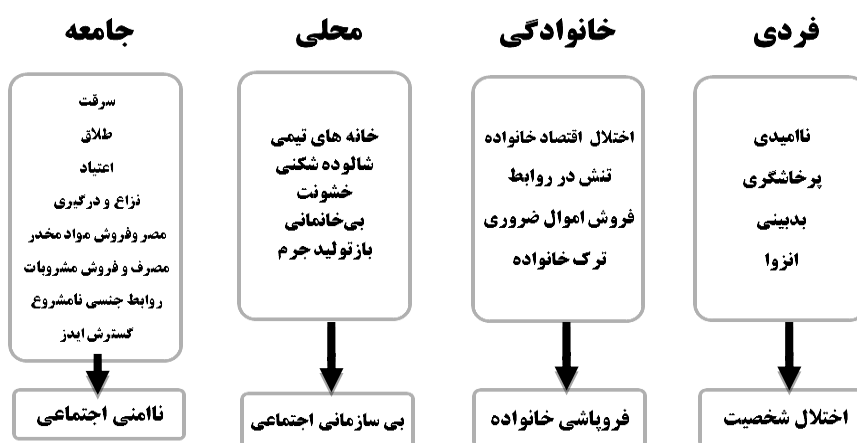 فردی
ناامیدی
پرخاشگری
بدبینی
انزوا
اختلال شخصیت
خانوادگی
اختلال اقتصاد خانواده
تنش در روابط
فروش اموال ضروری
ترک خانواده
فروپاشی خانواده
محلی
خانه های تیمی
شالوده شکنی
خشونت
بی‌خانمانی
بازتولید جرم
بی سازمانی اجتماعی
جامعه
سرقت
طلاق
اعتیاد
نزاع و درگیری
مصر وفروش مواد مخدر
مصرف و فروش مشروبات
روابط جنسی نامشروع
گسترش ایدز
ناامنی اجتماعی